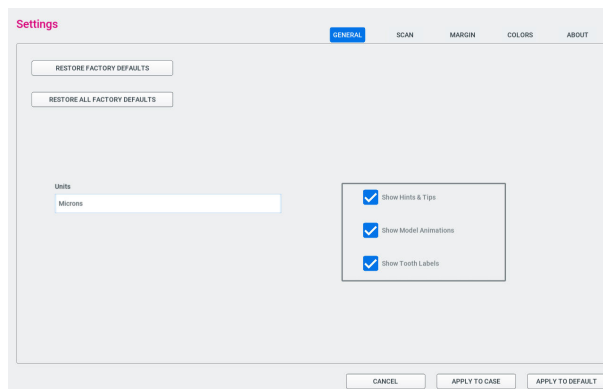 Settings
GENERAL SCAN MARGIN COLORS ABOUT
RESTORE FACTORY DEFAULTS
RESTORE ALL FACTORY DEFAULTS
Units
Microns
Show Hints & Tips
Show Model Animations
Show Tooth Labels
CANCEL APPLY TO CASE APPLY TO DEFAULT